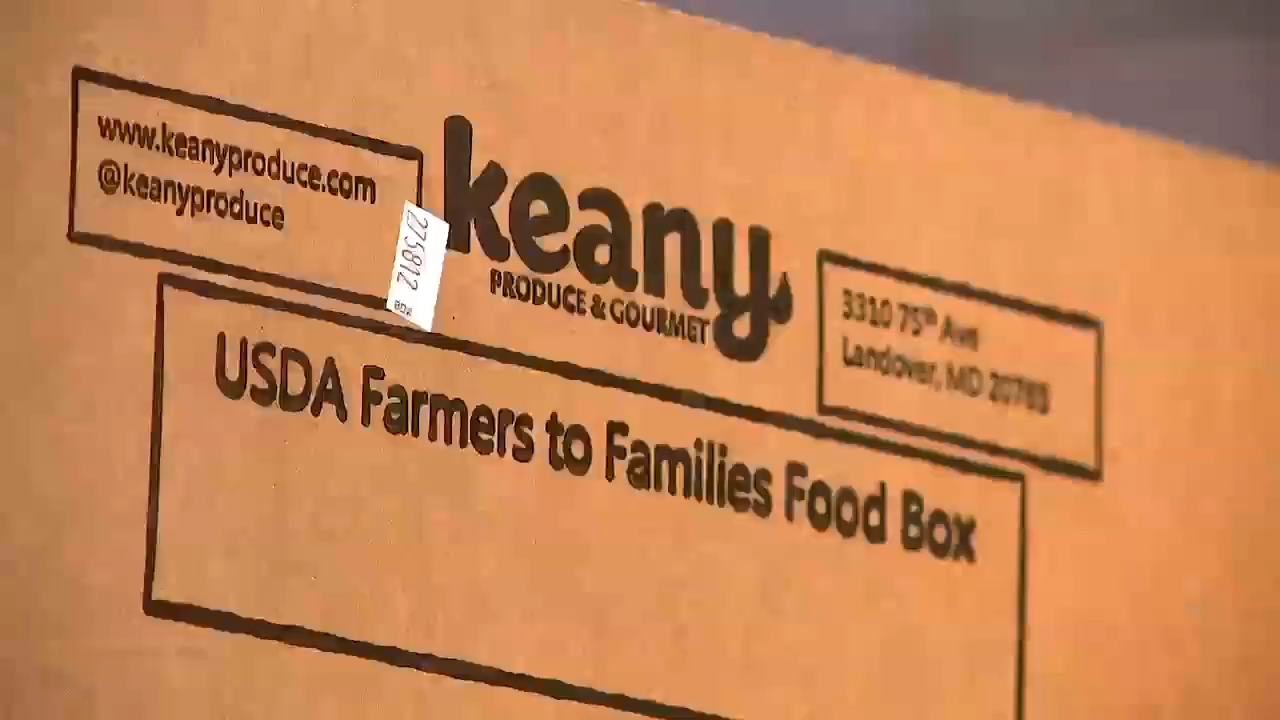 www.keanyproduce.com
@keanyproduce
275812
keany
PRODUCE & GOURMET
3310 75th Ave
Landover, MD 20785
USDA Farmers to Families Food Box